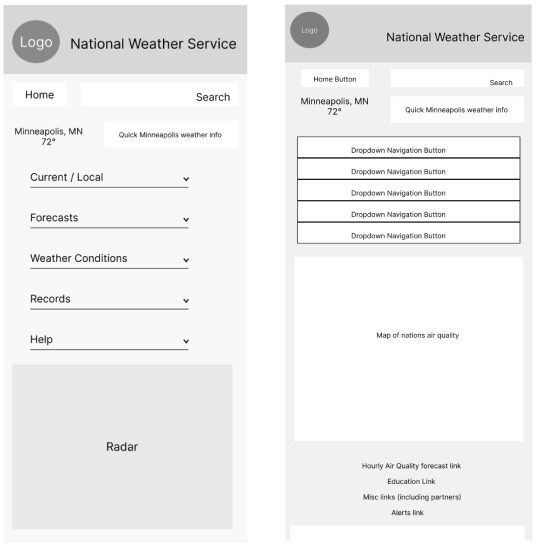 Logo
National Weather Service
Home
Search
Minneapolis, MN
72°
Quick Minneapolis weather info
Current / Local
Forecasts
Weather Conditions
Records
Help
Radar
Logo
National Weather Service
Home Button
Search
Minneapolis, MN
72°
Quick Minneapolis weather info
Dropdown Navigation Button
Dropdown Navigation Button
Dropdown Navigation Button
Dropdown Navigation Button
Dropdown Navigation Button
Map of nations air quality
Hourly Air Quality forecast link
Education Link
Misc links (including partners)
Alerts link